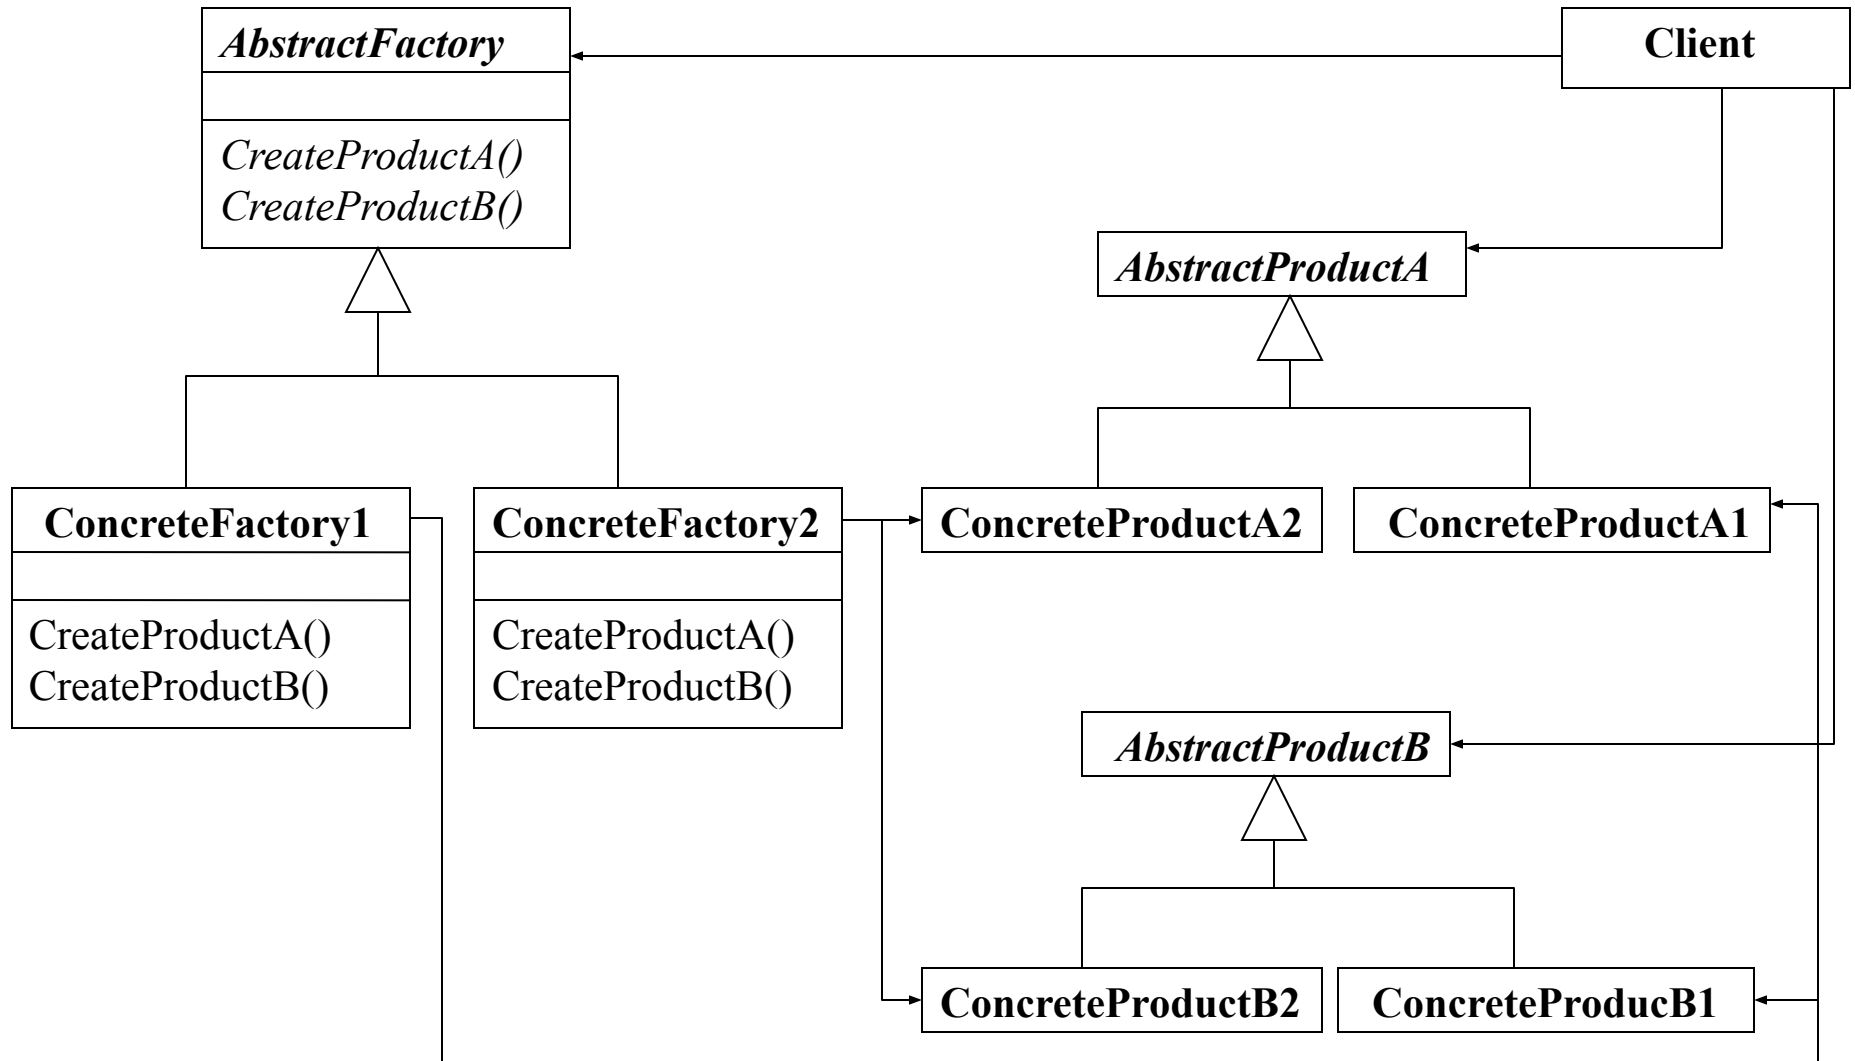 AbstractFactory
CreateProductA()
CreateProductB()
Client
AbstractProductA
ConcreteFactory1
CreateProductA()
CreateProductB()
ConcreteFactory2
CreateProductA()
CreateProductB()
ConcreteProductA2
ConcreteProductA1
AbstractProductB
ConcreteProductB2
ConcreteProducB1